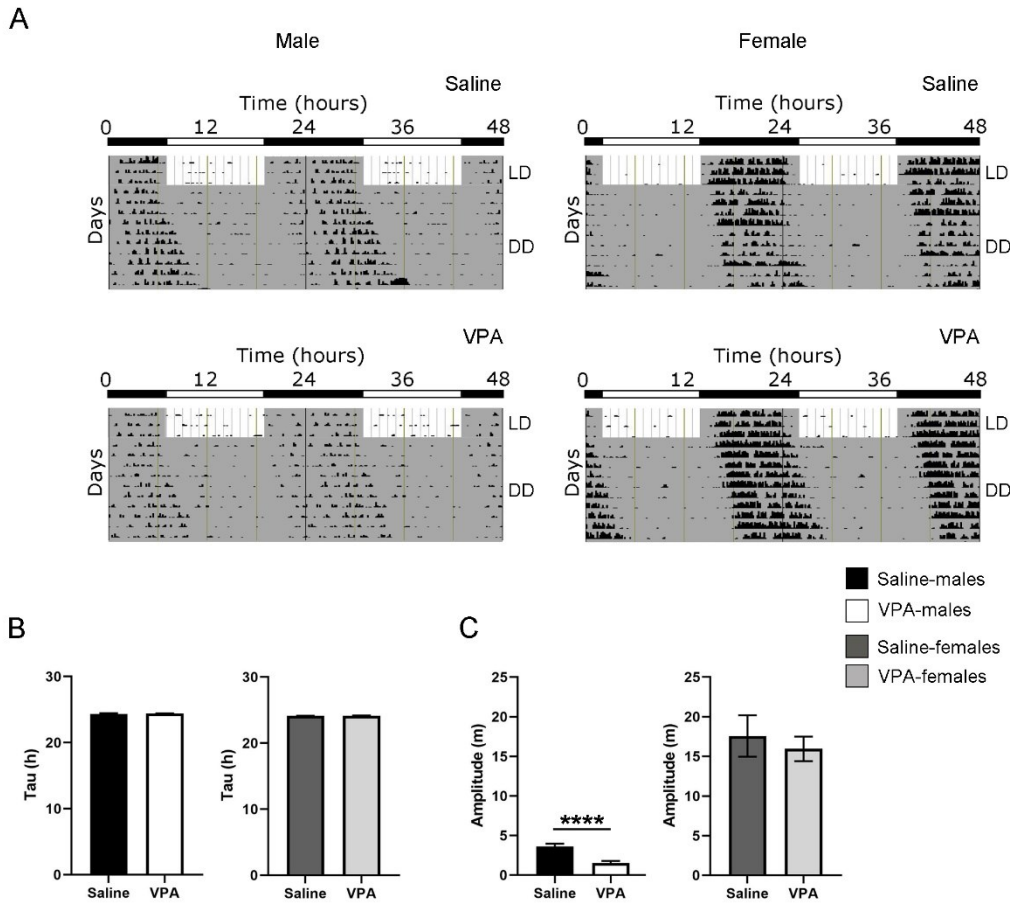 A
Male
Female
Saline
Saline
Time (hours)
Time (hours)
0 12 24 36 48
0 12 24 36 48
LD
LD
Days
Days
DD
DD
VPA
VPA
Time (hours)
Time (hours)
0 12 24 36 48
0 12 24 36 48
LD
LD
Days
Days
DD
DD
Saline-males
VPA-males
Saline-females
VPA-females
B
Tau (h)
30
20
10
0
Saline VPA
Tau (h)
30
20
10
0
Saline VPA
C
Amplitude (m)
25
20
15
10
5
0
****
Saline VPA
Amplitude (m)
25
20
15
10
5
0
Saline VPA